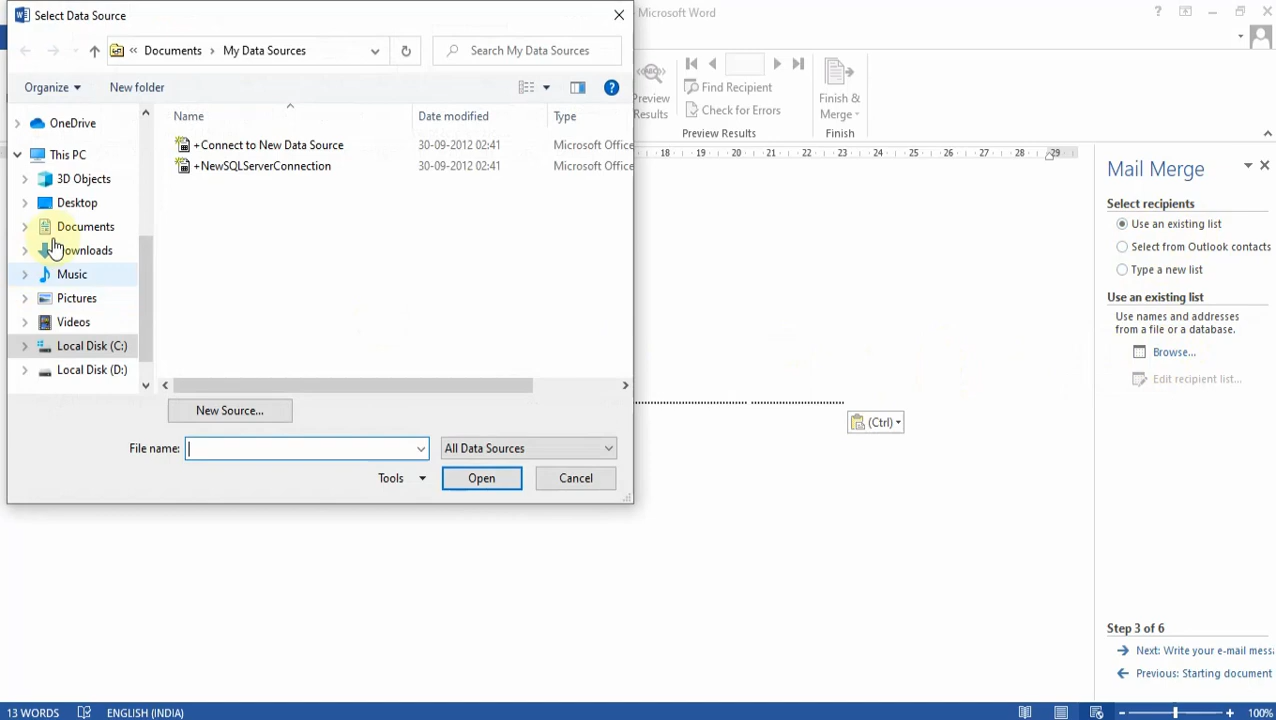 Select Data Source
Microsoft Word
« Documents › My Data Sources
Search My Data Sources
Organize
New folder
OneDrive
This PC
3D Objects
Desktop
Documents
Downloads
Music
Pictures
Videos
Local Disk (C:)
Local Disk (D:)
Name
Date modified
Type
+Connect to New Data Source
30-09-2012 02:41
Microsoft Office
+NewSQLServerConnection
30-09-2012 02:41
Microsoft Office
New Source...
File name:
All Data Sources
Tools
Open
Cancel
Preview
Results
Find Recipient
Check for Errors
Preview Results
Finish &
Merge
Finish
18 19 20 21 22 23 24 25 26 27 28 29
(Ctrl)
Mail Merge
Select recipients
Use an existing list
Select from Outlook contacts
Type a new list
Use an existing list
Use names and addresses
from a file or a database.
Browse...
Edit recipient list...
Step 3 of 6
Next: Write your e-mail mess
Previous: Starting document
13 WORDS
ENGLISH (INDIA)
100%